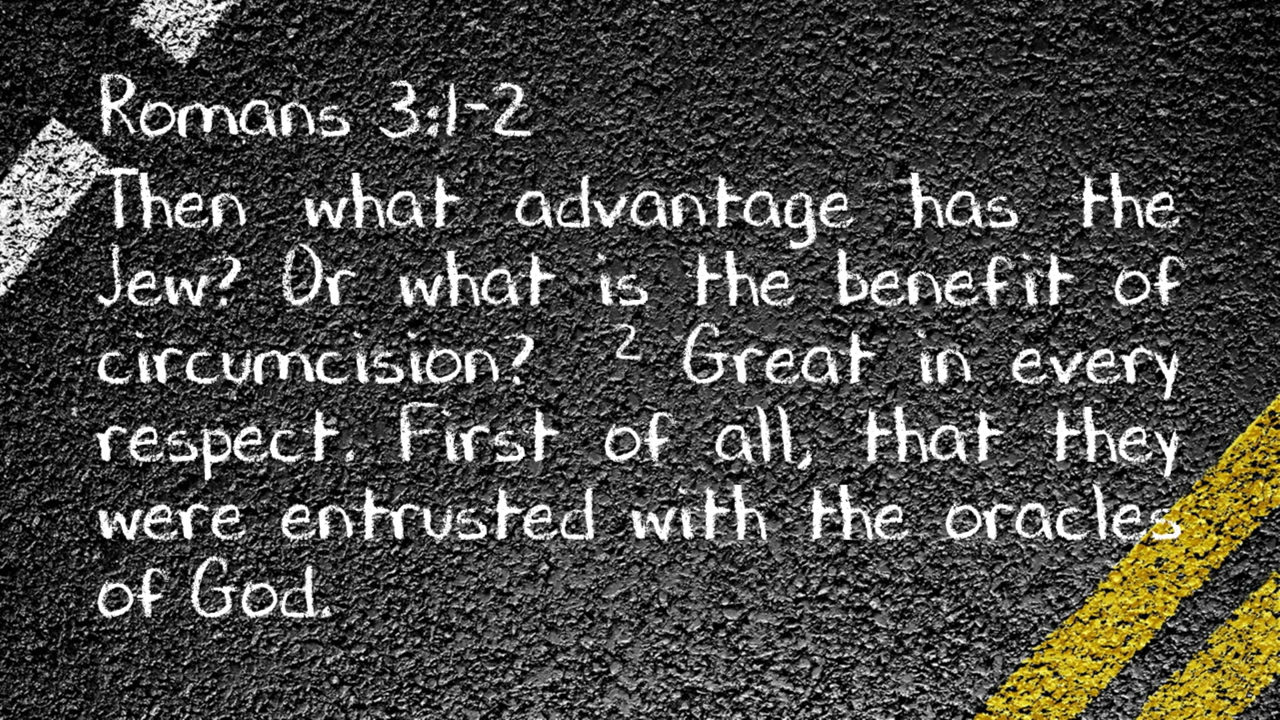 Romans 3:1-2
Then what advantage has the
Jew? Or what is the benefit of
circumcision? ² Great in every
respect. First of all, that they
were entrusted with the oracles
of God.